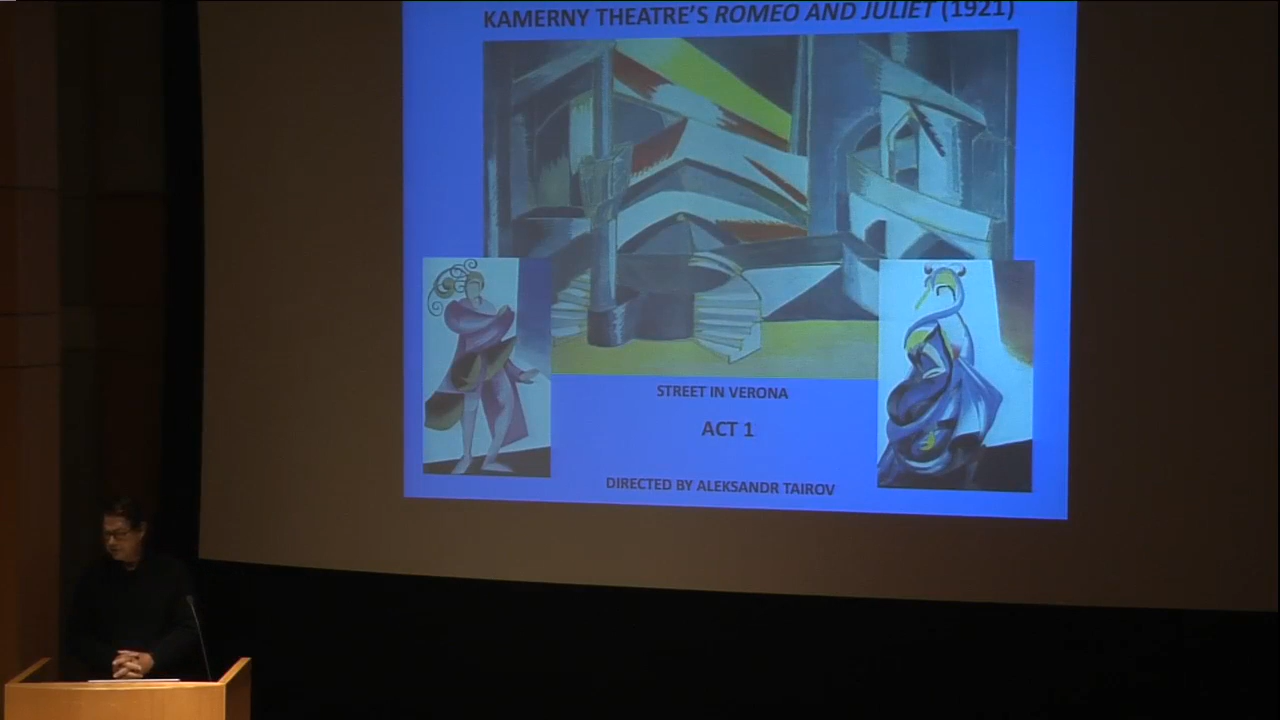 KAMERNY THEATRE'S ROMEO AND JULIET (1921)
STREET IN VERONA
ACT 1
DIRECTED BY ALEKSANDR TAIROV